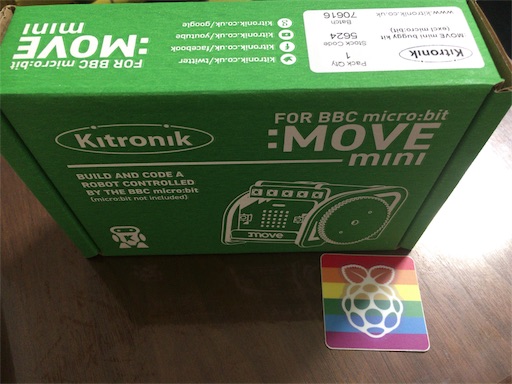 FOR BBC micro:bit
:MOVE
mini
kitronik.co.uk/twitter
kitronik.co.uk/facebook
kitronik.co.uk/youtube
kitronik.co.uk/google
Kitronik
Pack Qty
1
Stock Code
5624
Batch
70616
MOVE mini buggy kit
(excl micro:bit)
www.kitronik.co.uk
Kitronik
FOR BBC micro:bit
:MOVE
mini
BUILD AND CODE A
ROBOT CONTROLLED
BY THE BBC micro:bit
(micro:bit not included)
:move
K